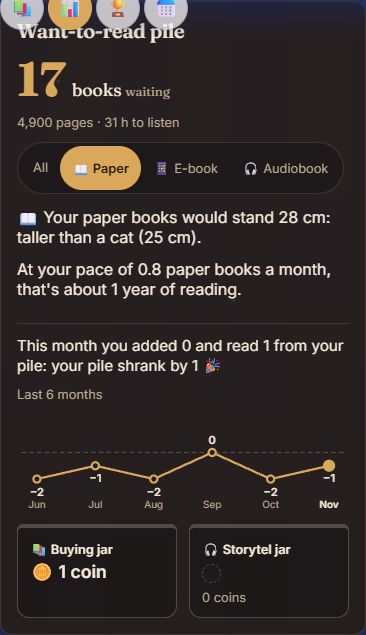 Want-to-read pile
17 books waiting
4,900 pages · 31 h to listen
All Paper E-book Audiobook
Your paper books would stand 28 cm:
taller than a cat (25 cm).
At your pace of 0.8 paper books a month,
that's about 1 year of reading.
This month you added 0 and read 1 from your
pile: your pile shrank by 1
Last 6 months
0
−2 −1 −2 −2 −1
Jun Jul Aug Sep Oct Nov
Buying jar
1 coin
Storytel jar
0 coins